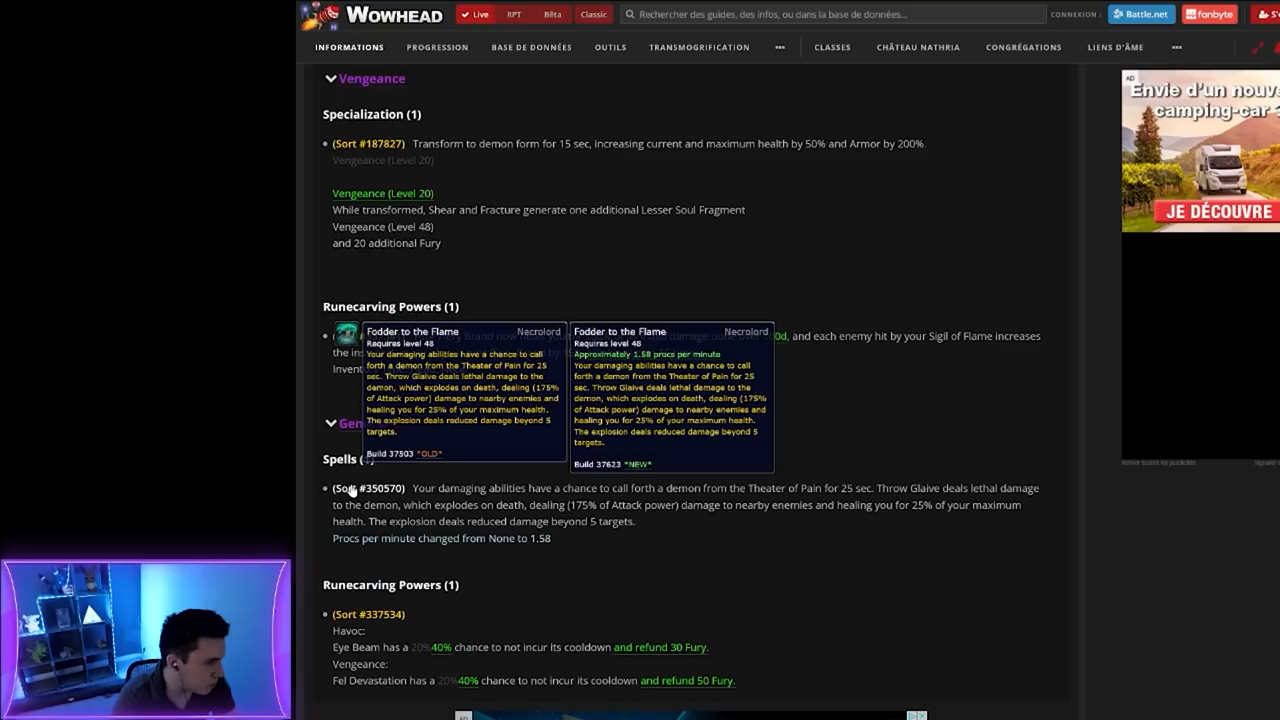 WOWHEAD
Live
RPT
Bêta
Classic
Rechercher des guides, des infos, ou dans la base de données...
CONNEXION :
Battle.net
fanbyte
INFORMATIONS
PROGRESSION
BASE DE DONNÉES
OUTILS
TRANSMOGRIFICATION
CLASSES
CHÂTEAU NATHRIA
CONGRÉGATIONS
LIENS D'ÂME
Vengeance
Specialization (1)
(Sort #187827) Transform to demon form for 15 sec, increasing current and maximum health by 50% and Armor by 200%.
Vengeance (Level 20)
Vengeance (Level 20)
While transformed, Shear and Fracture generate one additional Lesser Soul Fragment
Vengeance (Level 48)
and 20 additional Fury
Runecarving Powers (1)
and each enemy hit by your Sigil of Flame increases
the
Fodder to the Flame Necrolord
Requires level 48
Your damaging abilities have a chance to call
forth a demon from the Theater of Pain for 25
sec. Throw Glaive deals lethal damage to the
demon, which explodes on death, dealing (175%
of Attack power) damage to nearby enemies and
healing you for 25% of your maximum health.
The explosion deals reduced damage beyond 5
targets.
Build 37503 *OLD*
Fodder to the Flame Necrolord
Requires level 48
Approximately 1.58 procs per minute
Your damaging abilities have a chance to call
forth a demon from the Theater of Pain for 25
sec. Throw Glaive deals lethal damage to the
demon, which explodes on death, dealing (175%
of Attack power) damage to nearby enemies and
healing you for 25% of your maximum health.
The explosion deals reduced damage beyond 5
targets.
Build 37623 *NEW*
Spells
(Sort #350570) Your damaging abilities have a chance to call forth a demon from the Theater of Pain for 25 sec. Throw Glaive deals lethal damage
to the demon, which explodes on death, dealing (175% of Attack power) damage to nearby enemies and healing you for 25% of your maximum
health. The explosion deals reduced damage beyond 5 targets.
Procs per minute changed from None to 1.58
Runecarving Powers (1)
(Sort #337534)
Havoc:
Eye Beam has a 20%40% chance to not incur its cooldown and refund 30 Fury.
Vengeance:
Fel Devastation has a 20%40% chance to not incur its cooldown and refund 50 Fury.
AD
Envie d'un
camping-car
JE DÉCOUVRE
Retirer toutes les publicités
AD